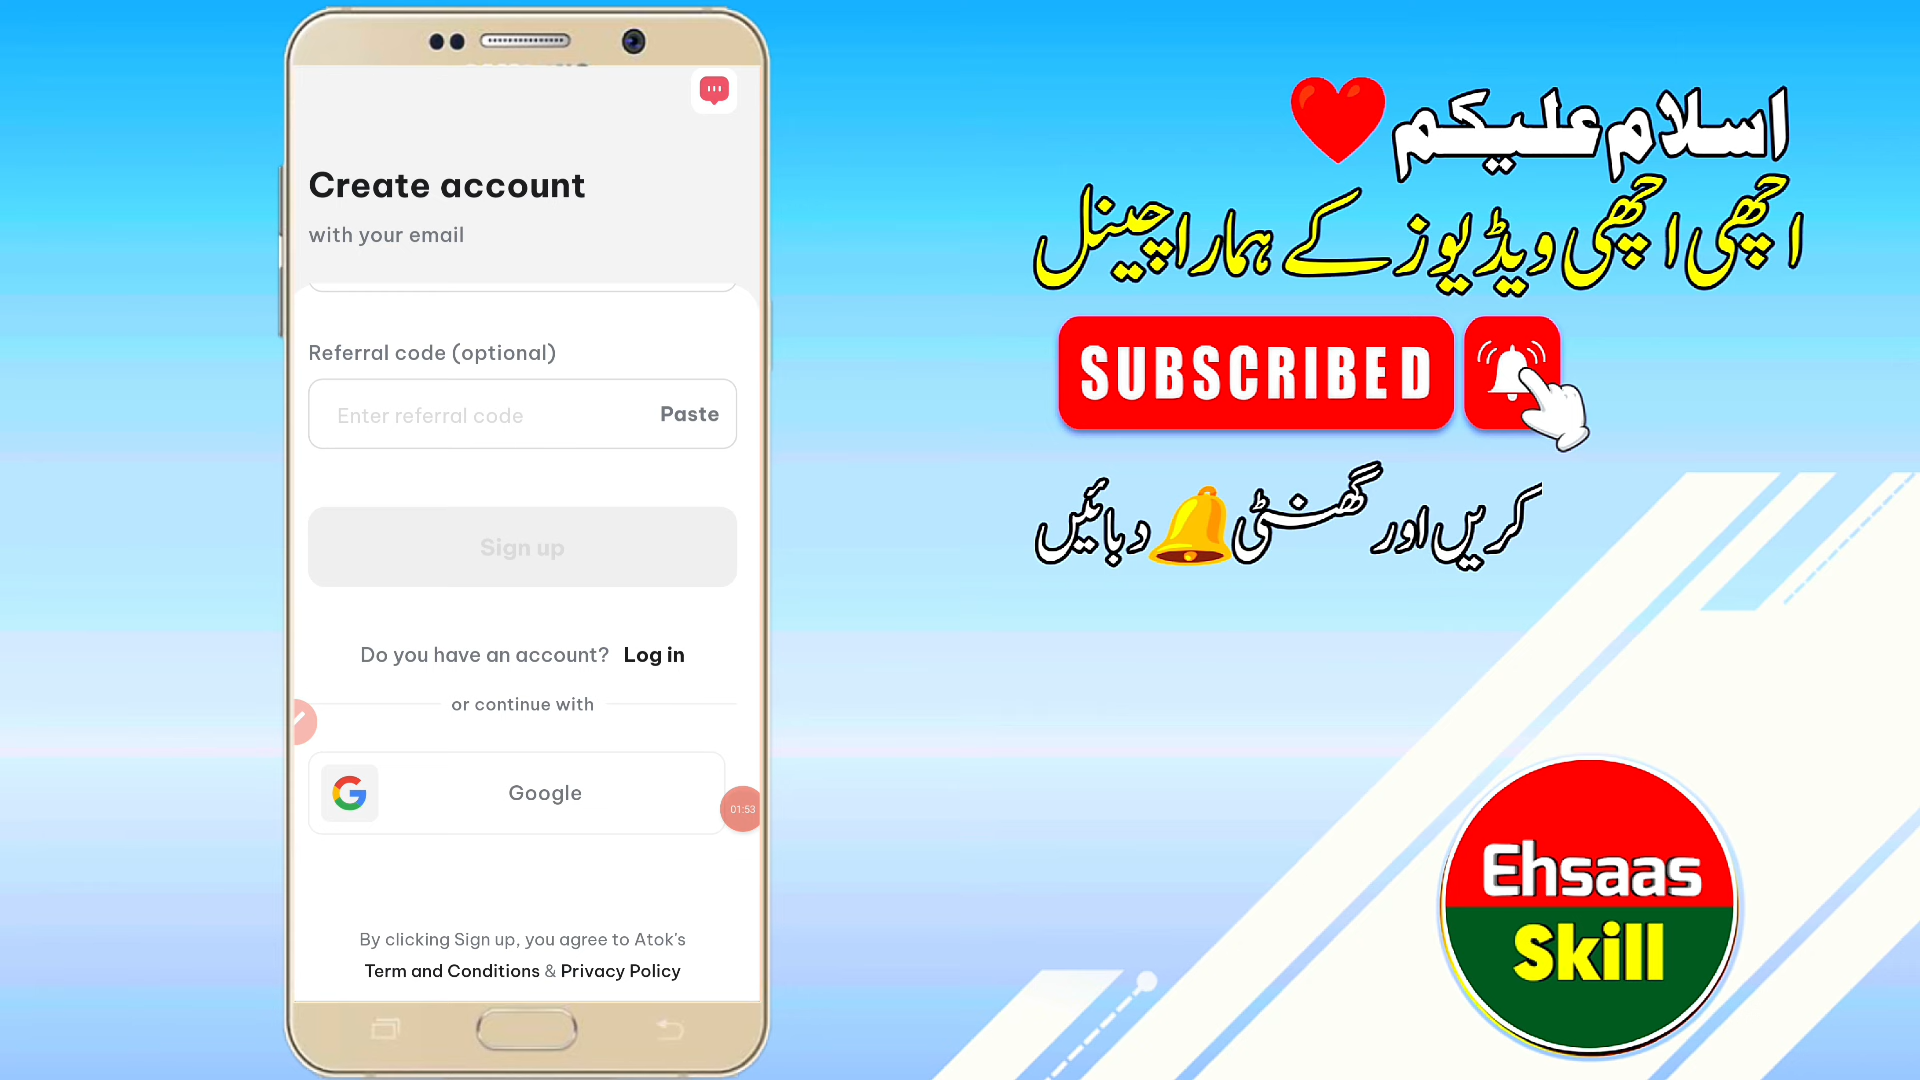 Create account
with your email
Referral code (optional)
Enter referral code
Paste
Sign up
Do you have an account? Log in
or continue with
Google
01:53
By clicking Sign up, you agree to Atok's
Term and Conditions & Privacy Policy
اسلام علیکم
اچھی اچھی ویڈیوز کے ہمارا چینل
SUBSCRIBED
کریں اور گھنٹی دبائیں
Ehsaas
Skill